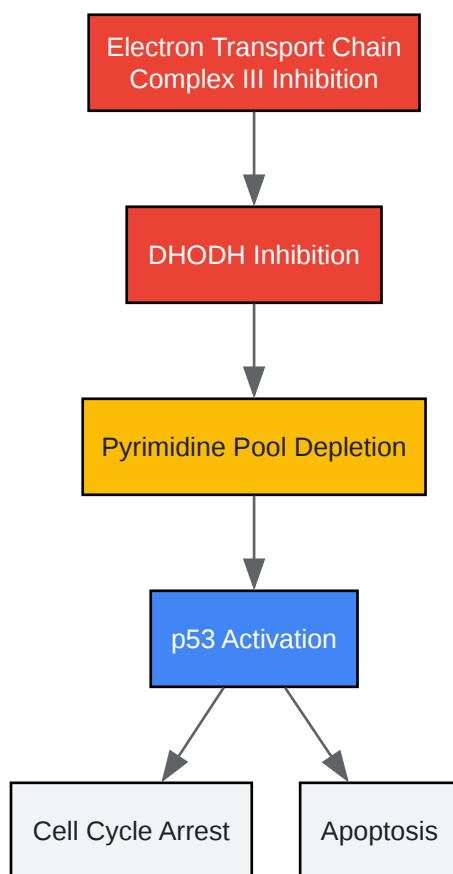 Electron Transport Chain
Complex III Inhibition
DHODH Inhibition
Pyrimidine Pool Depletion
p53 Activation
Cell Cycle Arrest
Apoptosis